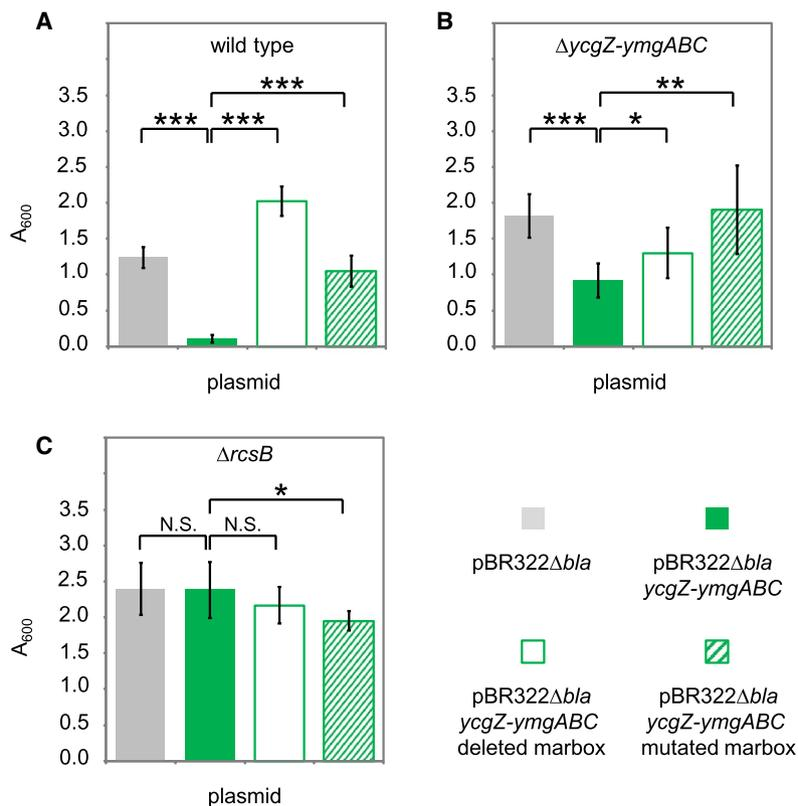 A
wild type
***
*** ***
3.5
3.0
2.5
2.0
1.5
1.0
0.5
0.0
A600
plasmid
B
ΔycgZ-ymgABC
**
*** *
3.5
3.0
2.0
1.5
1.0
0.5
0.0
plasmid
C
ΔrcsB
*
N.S. N.S.
3.5
3.0
2.5
2.0
1.5
1.0
0.5
0.0
A600
plasmid
pBR322Δbla
pBR322Δbla
ycgZ-ymgABC
pBR322Δbla
ycgZ-ymgABC
deleted marbox
pBR322Δbla
ycgZ-ymgABC
mutated marbox